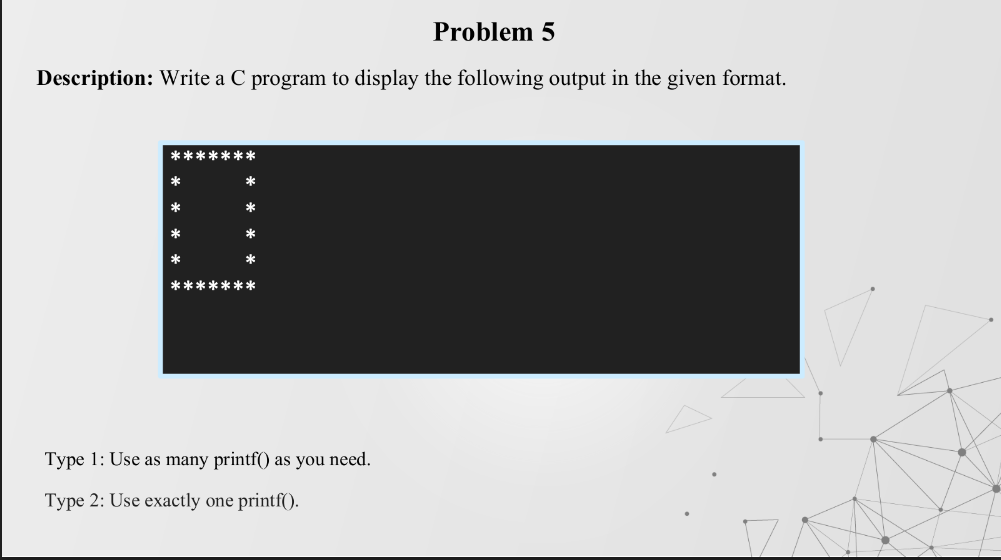 Problem 5
Description: Write a C program to display the following output in the given format.
*******
*     *
*     *
*     *
*     *
*******
Type 1: Use as many printf() as you need.
Type 2: Use exactly one printf().